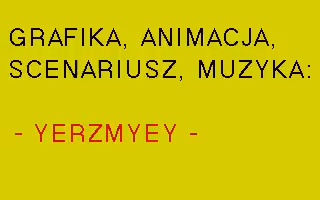 GRAFIKA, ANIMACJA,
SCENARIUSZ, MUZYKA:
- YERZMYEY -